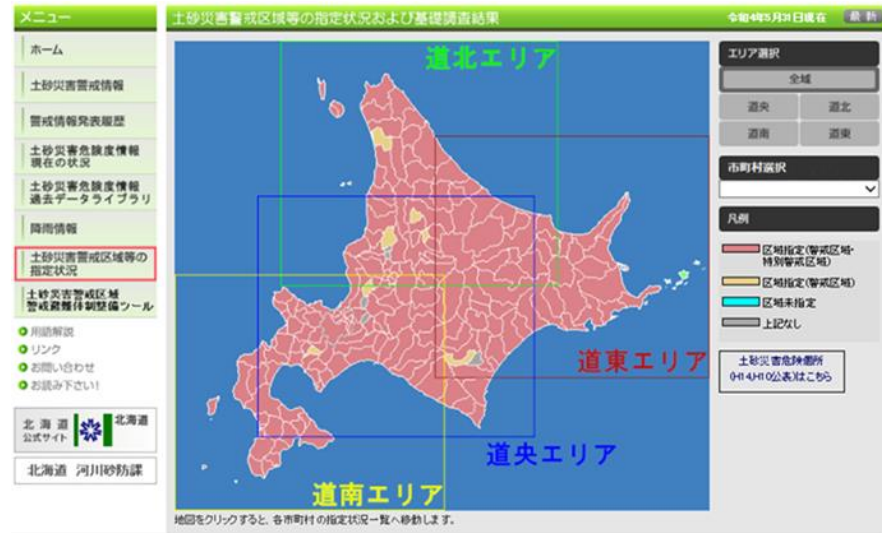 メニュー
ホーム
土砂災害警戒情報
警戒情報発表履歴
土砂災害危険度情報
現在の状況
土砂災害危険度情報
過去データライブラリ
降雨情報
土砂災害警戒区域等の
指定状況
土砂災害警戒区域
警戒避難体制整備ツール
用語解説
リンク
お問い合わせ
お読み下さい!
北海道
公式サイト
北海道
北海道 河川砂防課
土砂災害警戒区域等の指定状況および基礎調査結果
令和4年5月31日現在
最新
道北エリア
道東エリア
道央エリア
道南エリア
地図をクリックすると、各市町村の指定状況一覧へ移動します。
エリア選択
全域
道央
道北
道南
道東
市町村選択
凡例
区域指定(警戒区域・
特別警戒区域)
区域指定(警戒区域)
区域未指定
上記なし
土砂災害危険箇所
(H14,H10公表)はこちら